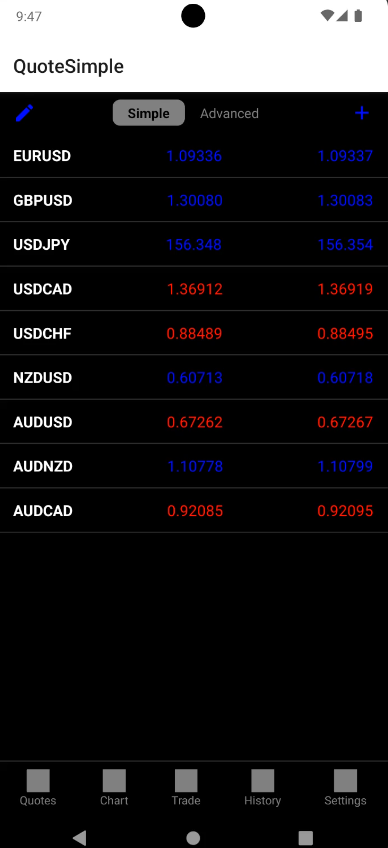 9:47
QuoteSimple
Simple Advanced
EURUSD 1.09336 1.09337
GBPUSD 1.30080 1.30083
USDJPY 156.348 156.354
USDCAD 1.36912 1.36919
USDCHF 0.88489 0.88495
NZDUSD 0.60713 0.60718
AUDUSD 0.67262 0.67267
AUDNZD 1.10778 1.10799
AUDCAD 0.92085 0.92095
Quotes Chart Trade History Settings